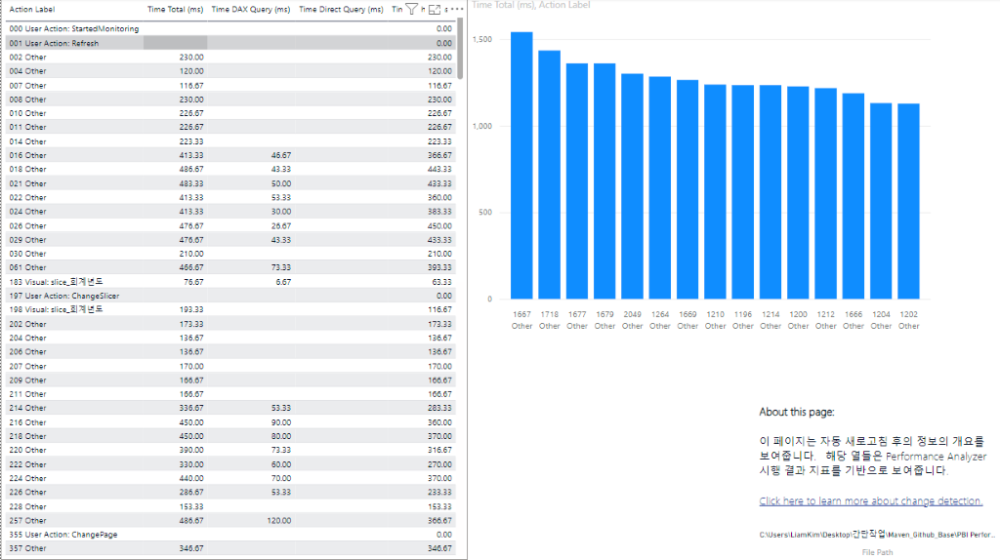 Action Label Time Total (ms) Time DAX Query (ms) Time Direct Query (ms)
000 User Action: StartedMonitoring 0.00
001 User Action: Refresh 0.00
002 Other 230.00 230.00
004 Other 120.00 120.00
007 Other 116.67 116.67
008 Other 230.00 230.00
010 Other 226.67 226.67
011 Other 226.67 226.67
014 Other 223.33 223.33
016 Other 413.33 46.67 366.67
018 Other 486.67 43.33 443.33
021 Other 483.33 50.00 433.33
022 Other 413.33 53.33 360.00
024 Other 413.33 30.00 383.33
026 Other 476.67 26.67 450.00
029 Other 476.67 43.33 433.33
030 Other 210.00 210.00
061 Other 466.67 73.33 393.33
183 Visual: slice_회계년도 76.67 6.67 63.33
197 User Action: ChangeSlicer 0.00
198 Visual: slice_회계년도 193.33 116.67
202 Other 173.33 173.33
204 Other 136.67 136.67
206 Other 136.67 136.67
207 Other 170.00 170.00
209 Other 166.67 166.67
211 Other 166.67 166.67
214 Other 336.67 53.33 283.33
216 Other 450.00 90.00 360.00
218 Other 450.00 80.00 370.00
220 Other 390.00 73.33 316.67
222 Other 330.00 60.00 270.00
224 Other 440.00 70.00 370.00
226 Other 286.67 53.33 233.33
228 Other 153.33 153.33
257 Other 486.67 120.00 366.67
355 User Action: ChangePage 0.00
357 Other 346.67 346.67
Time Total (ms), Action Label
1,500
1,000
500
0
1667 1718 1677 1679 2049 1264 1669 1210 1196 1214 1200 1212 1666 1204 1202
Other Other Other Other Other Other Other Other Other Other Other Other Other Other Other
About this page:
이 페이지는 자동 새로고침 후의 정보의 개요를
보여줍니다. 해당 열들은 Performance Analyzer
시행 결과 지표를 기반으로 보여줍니다.
Click here to learn more about change detection.
C:\Users\LiamKim\Desktop\간단작업\Maven_Github_Base\PBI Perfor...
File Path